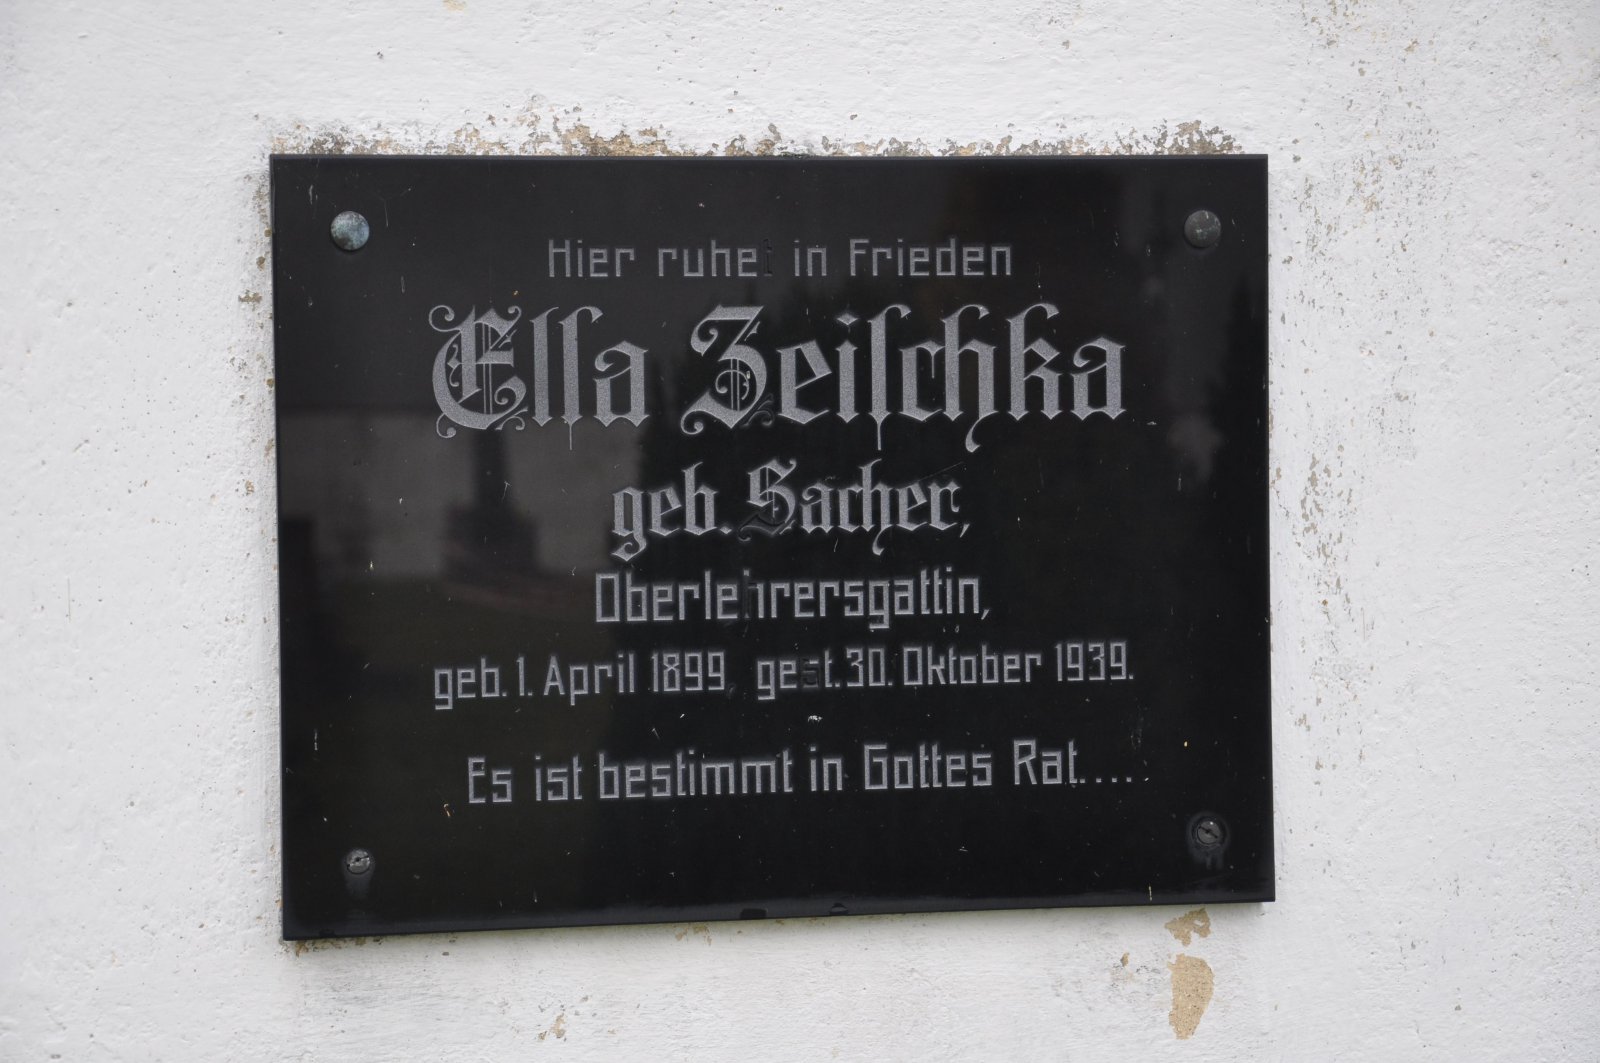 Hier ruhet in Frieden
Ella Zeischka
geb. Sacher,
Oberlehrersgattin,
geb. 1. April 1899, gest. 30. Oktober 1939.
Es ist bestimmt in Gottes Rat....